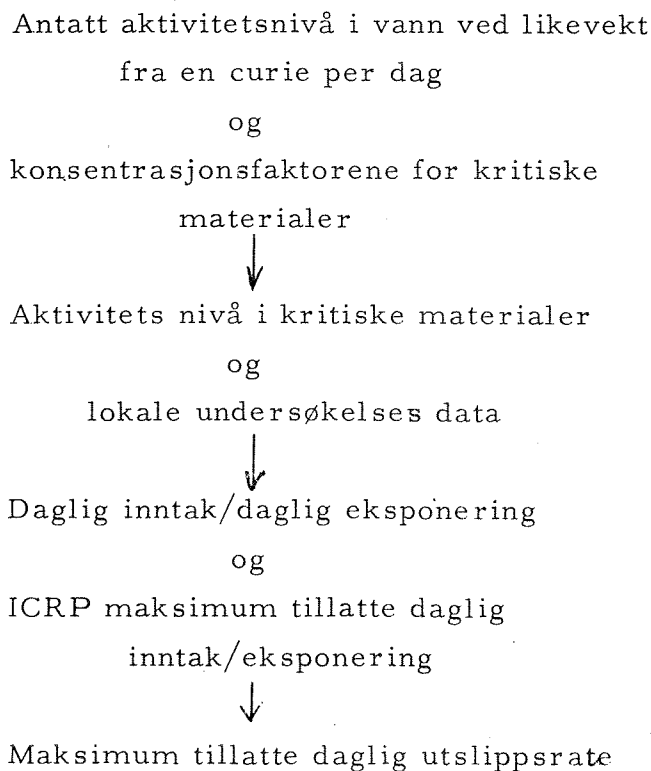 Antatt aktivitetsnivå i vann ved likevekt
fra en curie per dag
og
konsentrasjonsfaktorene for kritiske
materialer
Aktivitets nivå i kritiske materialer
og
lokale undersøkelses data
Daglig inntak/daglig eksponering
og
ICRP maksimum tillatte daglig
inntak/eksponering
Maksimum tillatte daglig utslippsrate